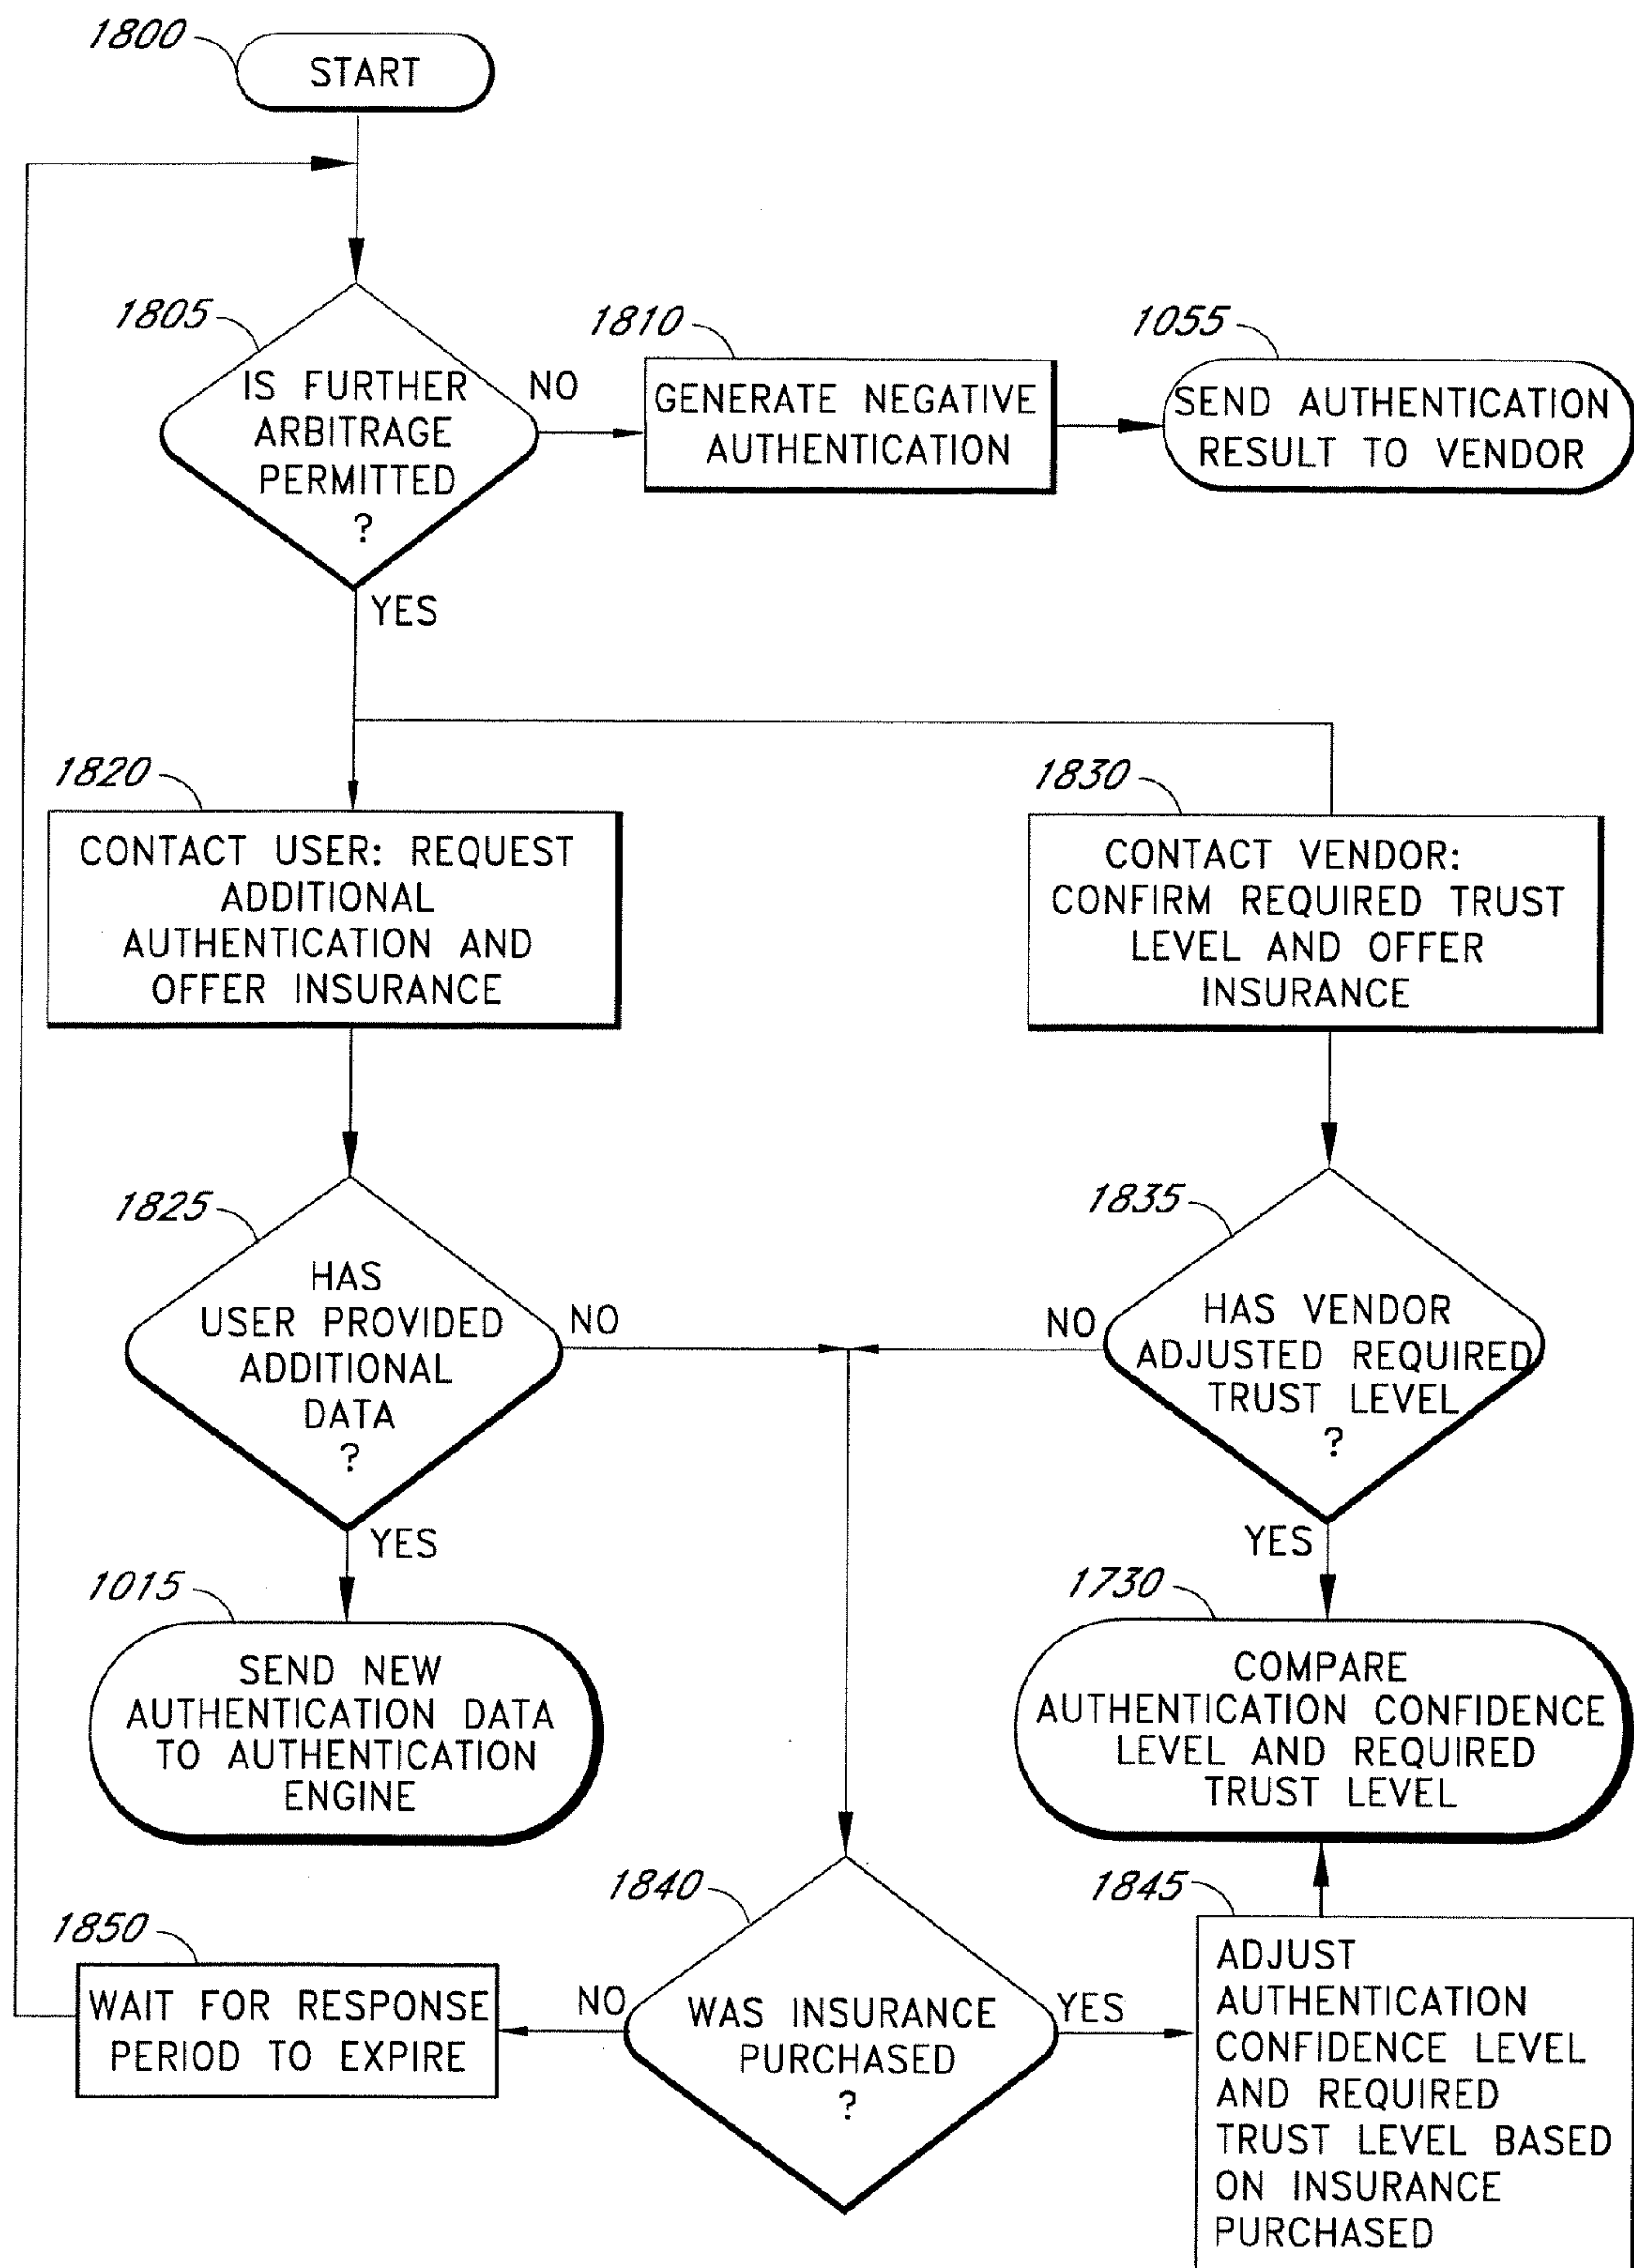 1800
START
1805
IS FURTHER
ARBITRAGE
PERMITTED
?
NO
YES
1810
GENERATE NEGATIVE
AUTHENTICATION
1055
SEND AUTHENTICATION
RESULT TO VENDOR
1820
CONTACT USER: REQUEST
ADDITIONAL
AUTHENTICATION AND
OFFER INSURANCE
1830
CONTACT VENDOR:
CONFIRM REQUIRED TRUST
LEVEL AND OFFER
INSURANCE
1825
HAS
USER PROVIDED
ADDITIONAL
DATA
?
NO
YES
1835
HAS VENDOR
ADJUSTED REQUIRED
TRUST LEVEL
?
NO
YES
1015
SEND NEW
AUTHENTICATION DATA
TO AUTHENTICATION
ENGINE
1730
COMPARE
AUTHENTICATION CONFIDENCE
LEVEL AND REQUIRED
TRUST LEVEL
1840
WAS INSURANCE
PURCHASED
?
NO
YES
1850
WAIT FOR RESPONSE
PERIOD TO EXPIRE
1845
ADJUST
AUTHENTICATION
CONFIDENCE LEVEL
AND REQUIRED
TRUST LEVEL BASED
ON INSURANCE
PURCHASED